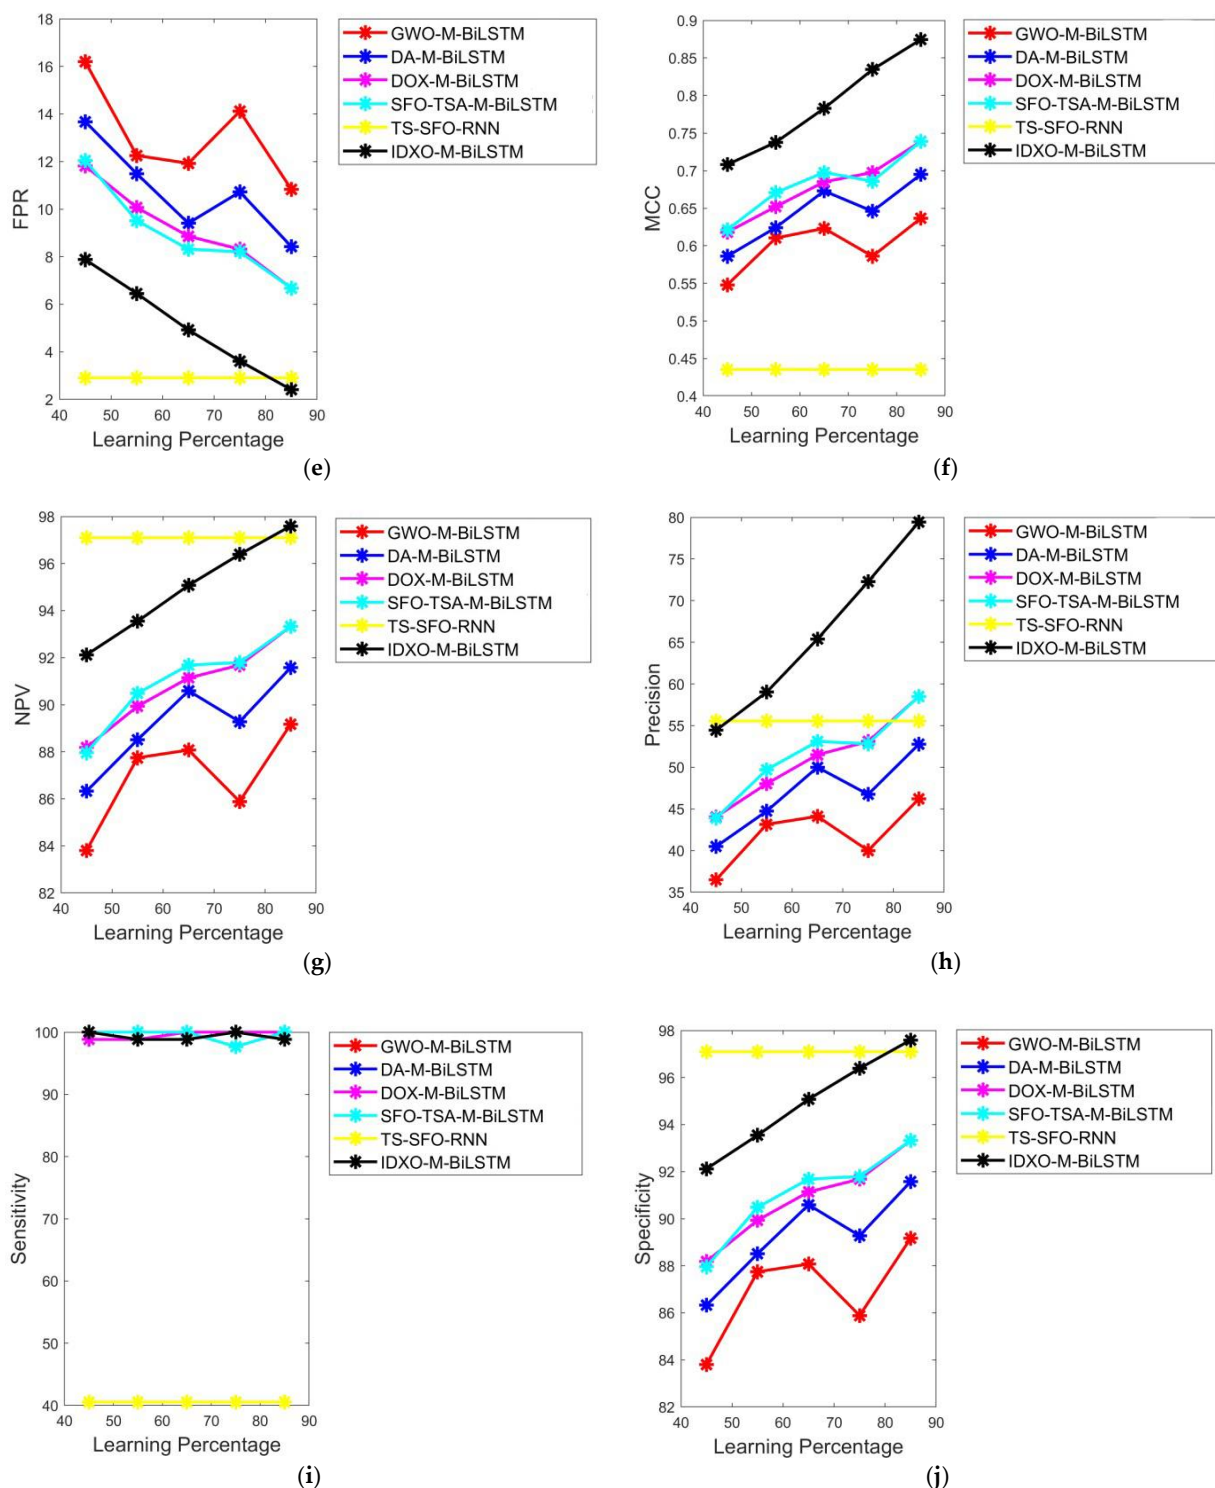 18
16
14
12
10
8
6
4
2
FPR
40 50 60 70 80 90
Learning Percentage
GWO-M-BiLSTM
DA-M-BiLSTM
DOX-M-BiLSTM
SFO-TSA-M-BiLSTM
TS-SFO-RNN
IDXO-M-BiLSTM
(e)
0.9
0.85
0.8
0.75
0.7
0.65
0.6
0.55
0.5
0.45
0.4
MCC
40 50 60 70 80 90
Learning Percentage
GWO-M-BiLSTM
DA-M-BiLSTM
DOX-M-BiLSTM
SFO-TSA-M-BiLSTM
TS-SFO-RNN
IDXO-M-BiLSTM
(f)
98
96
94
92
90
88
86
84
82
NPV
40 50 60 70 80 90
Learning Percentage
GWO-M-BiLSTM
DA-M-BiLSTM
DOX-M-BiLSTM
SFO-TSA-M-BiLSTM
TS-SFO-RNN
IDXO-M-BiLSTM
(g)
80
75
70
65
60
55
50
45
40
35
Precision
40 50 60 70 80 90
Learning Percentage
GWO-M-BiLSTM
DA-M-BiLSTM
DOX-M-BiLSTM
SFO-TSA-M-BiLSTM
TS-SFO-RNN
IDXO-M-BiLSTM
(h)
100
90
80
70
60
50
40
Sensitivity
40 50 60 70 80 90
Learning Percentage
GWO-M-BiLSTM
DA-M-BiLSTM
DOX-M-BiLSTM
SFO-TSA-M-BiLSTM
TS-SFO-RNN
IDXO-M-BiLSTM
(i)
98
96
94
92
90
88
86
84
82
Specificity
40 50 60 70 80 90
Learning Percentage
GWO-M-BiLSTM
DA-M-BiLSTM
DOX-M-BiLSTM
SFO-TSA-M-BiLSTM
TS-SFO-RNN
IDXO-M-BiLSTM
(j)